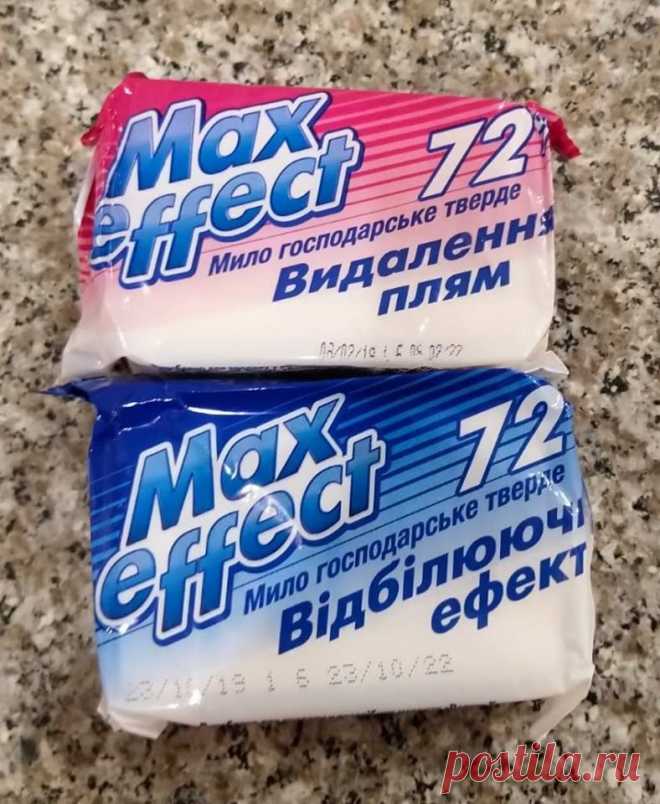 Max
effect
72%
Мило господарське тверде
Видалення
плям
Max
effect
72
Мило господарське тверде
Відбілюючи
ефект
23/10/19 1 6 23/10/22
postila.ru